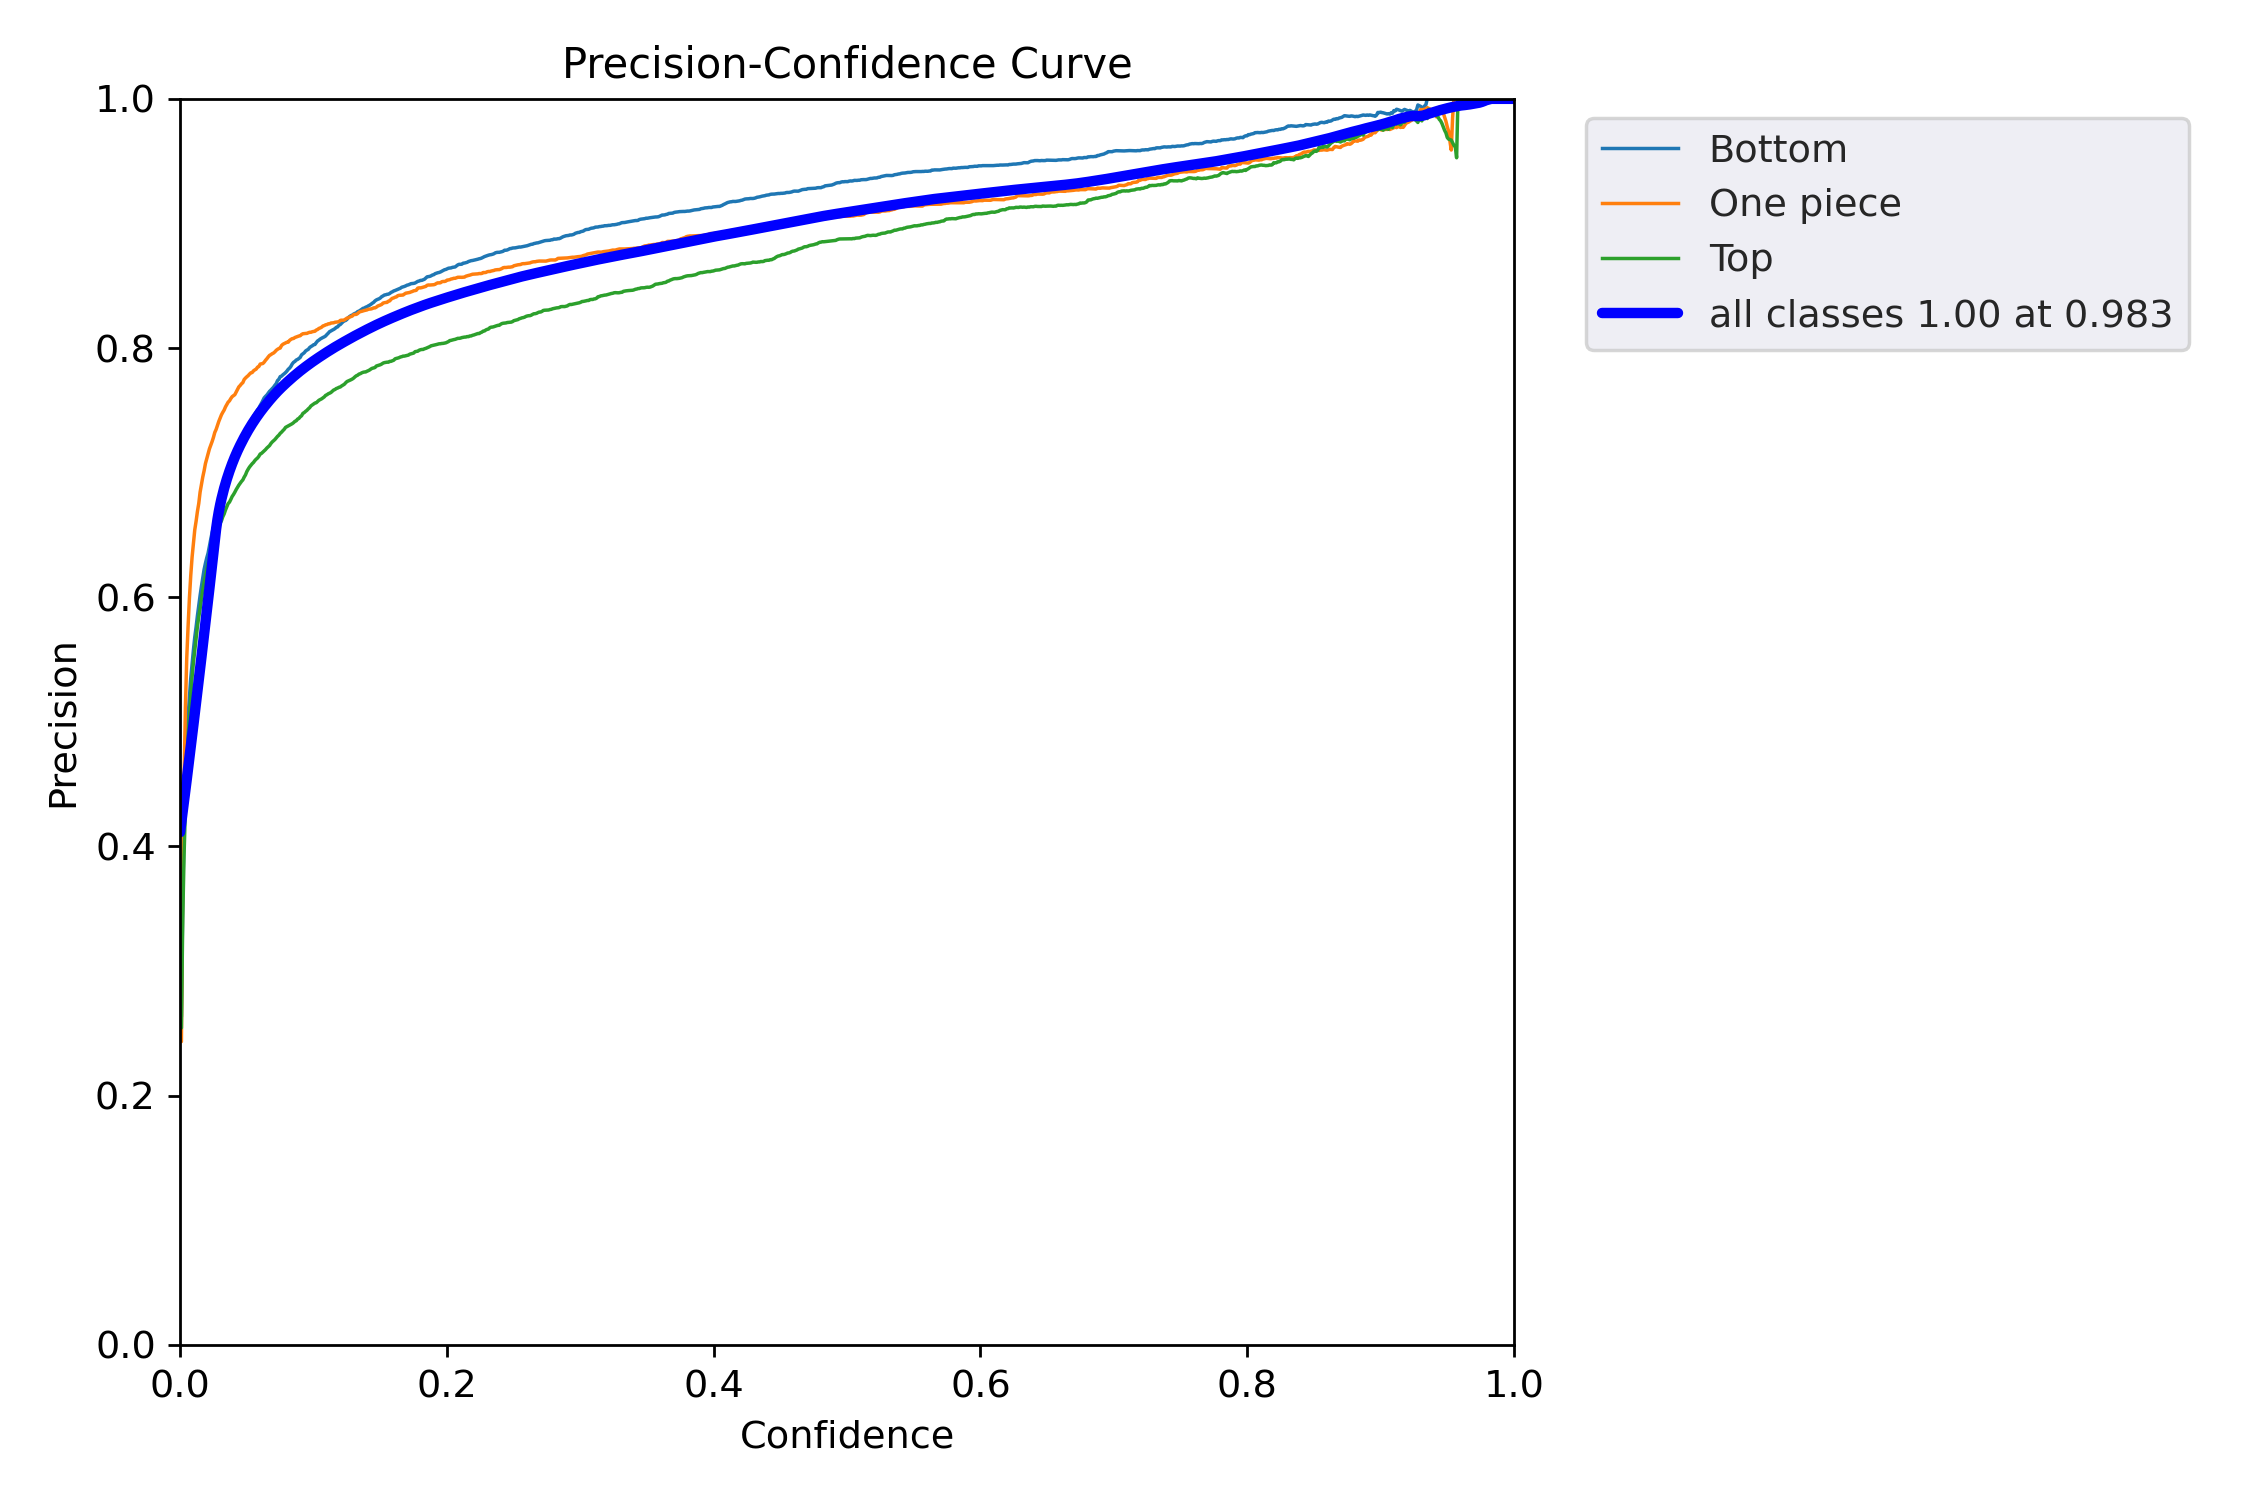 Precision-Confidence Curve
1.0
0.8
0.6
0.4
0.2
0.0
Precision
0.0 0.2 0.4 0.6 0.8 1.0
Confidence
Bottom
One piece
Top
all classes 1.00 at 0.983